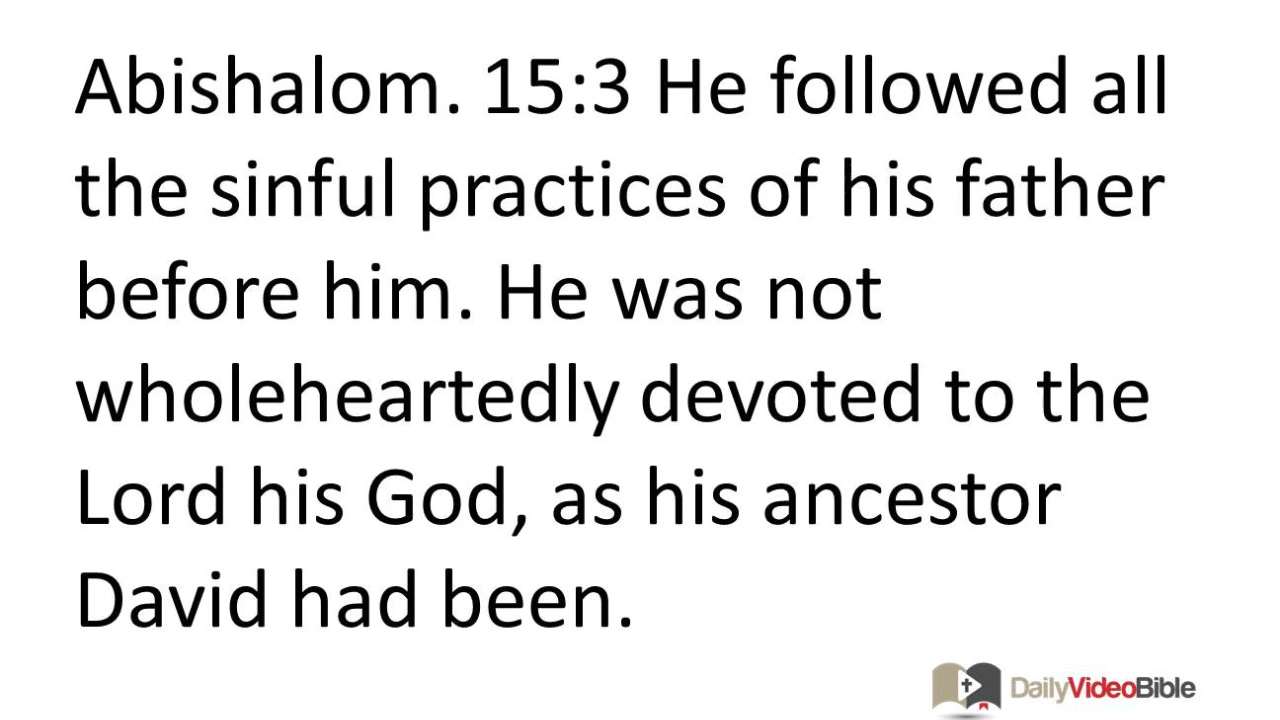 Abishalom. 15:3 He followed all
the sinful practices of his father
before him. He was not
wholeheartedly devoted to the
Lord his God, as his ancestor
David had been.
DailyVideoBible